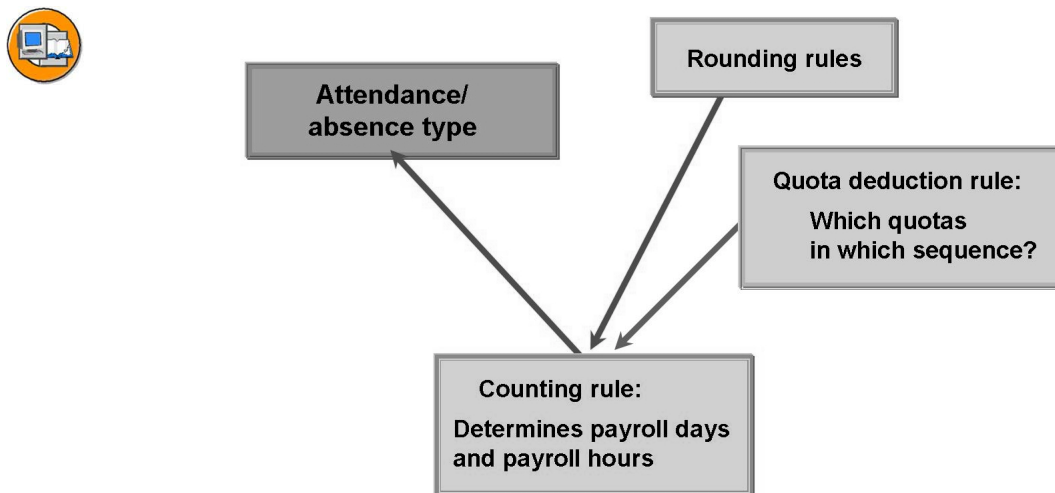 Rounding rules
Attendance/
absence type
Quota deduction rule:
Which quotas
in which sequence?
Counting rule:
Determines payroll days
and payroll hours